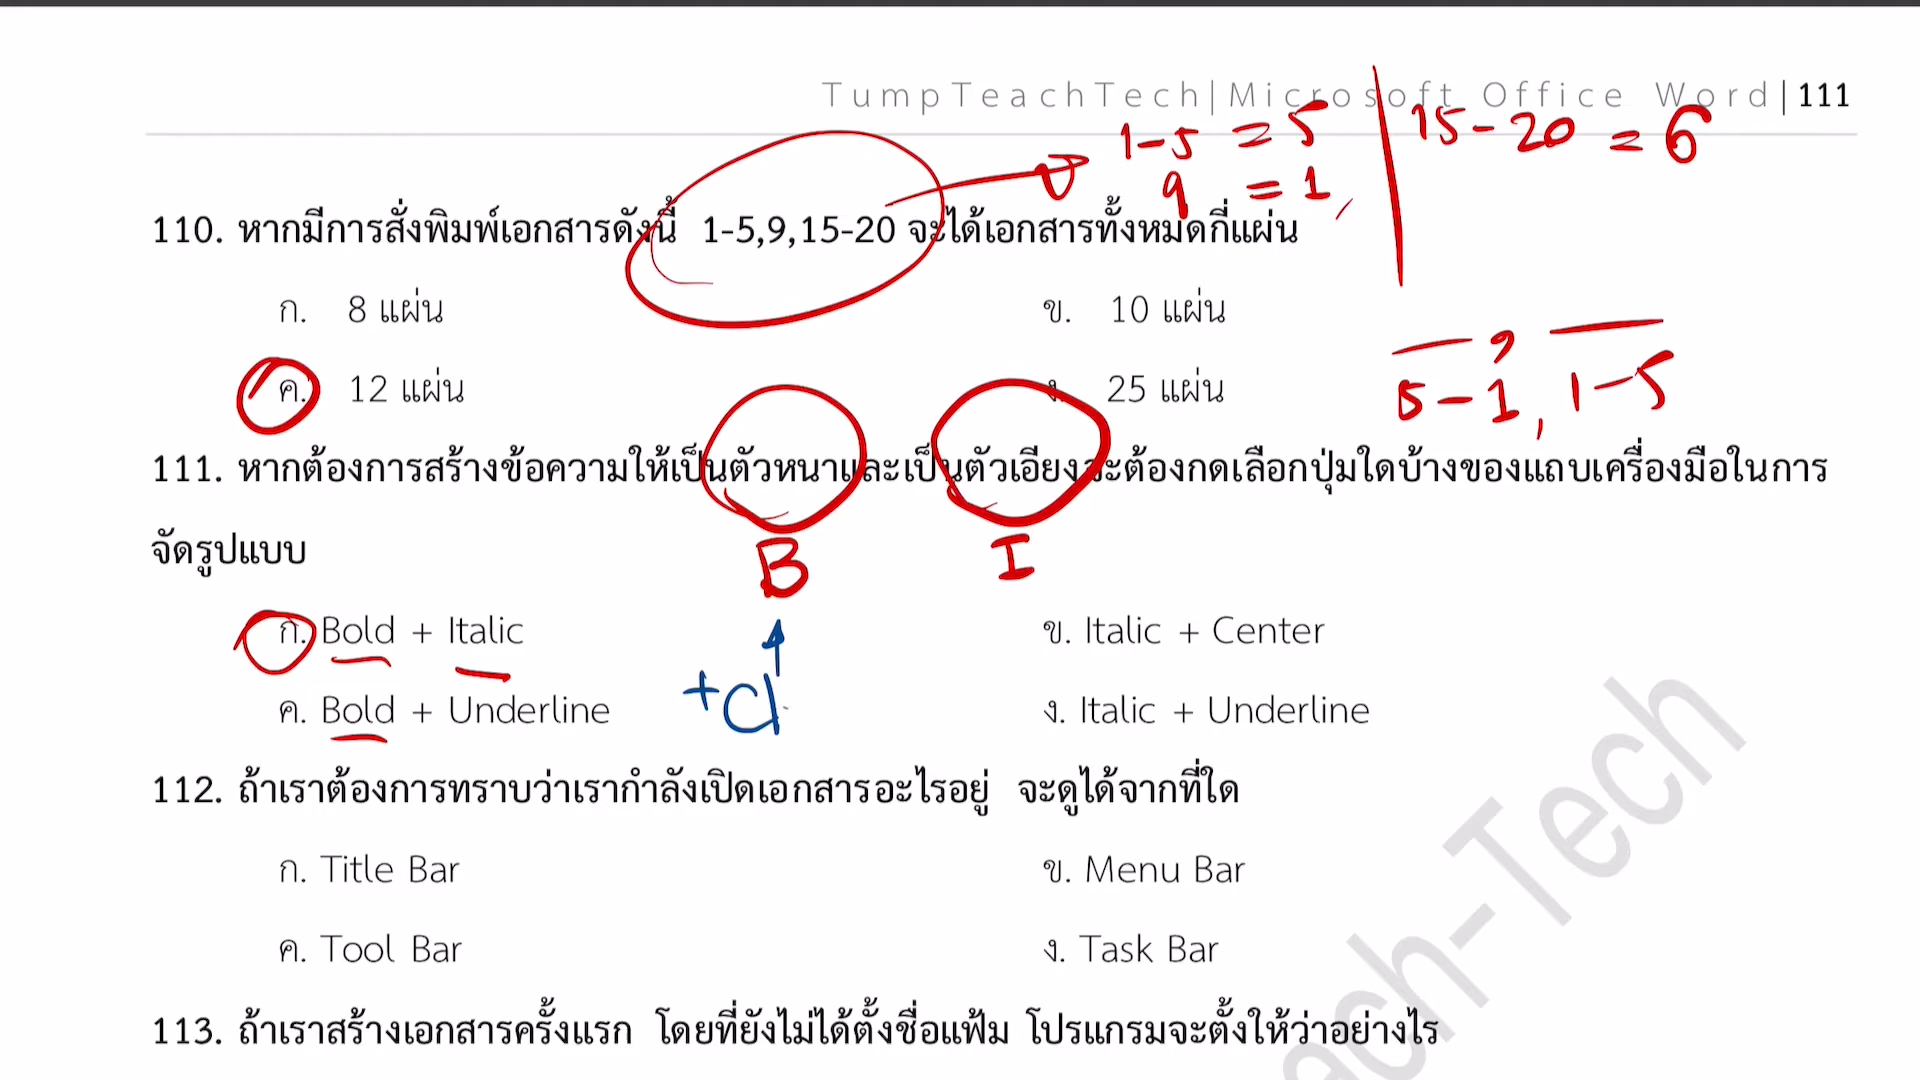 TumpTeachTech|Microsoft Office Word|111
1-5 = 5
15-20 = 6
9 = 1,
110. หากมีการสั่งพิมพ์เอกสารดังนี้ 1-5,9,15-20 จะได้เอกสารทั้งหมดกี่แผ่น
ก. 8 แผ่น
ข. 10 แผ่น
ค. 12 แผ่น
ง. 25 แผ่น
,
5-1, 1-5
111. หากต้องการสร้างข้อความให้เป็นตัวหนาและเป็นตัวเอียงจะต้องกดเลือกปุ่มใดบ้างของแถบเครื่องมือในการ
จัดรูปแบบ
B
I
ก. Bold + Italic
ข. Italic + Center
ค. Bold + Underline
+Cl
ง. Italic + Underline
112. ถ้าเราต้องการทราบว่าเรากำลังเปิดเอกสารอะไรอยู่ จะดูได้จากที่ใด
ก. Title Bar
ข. Menu Bar
ค. Tool Bar
ง. Task Bar
113. ถ้าเราสร้างเอกสารครั้งแรก โดยที่ยังไม่ได้ตั้งชื่อแฟ้ม โปรแกรมจะตั้งให้ว่าอย่างไร
ach-Tech